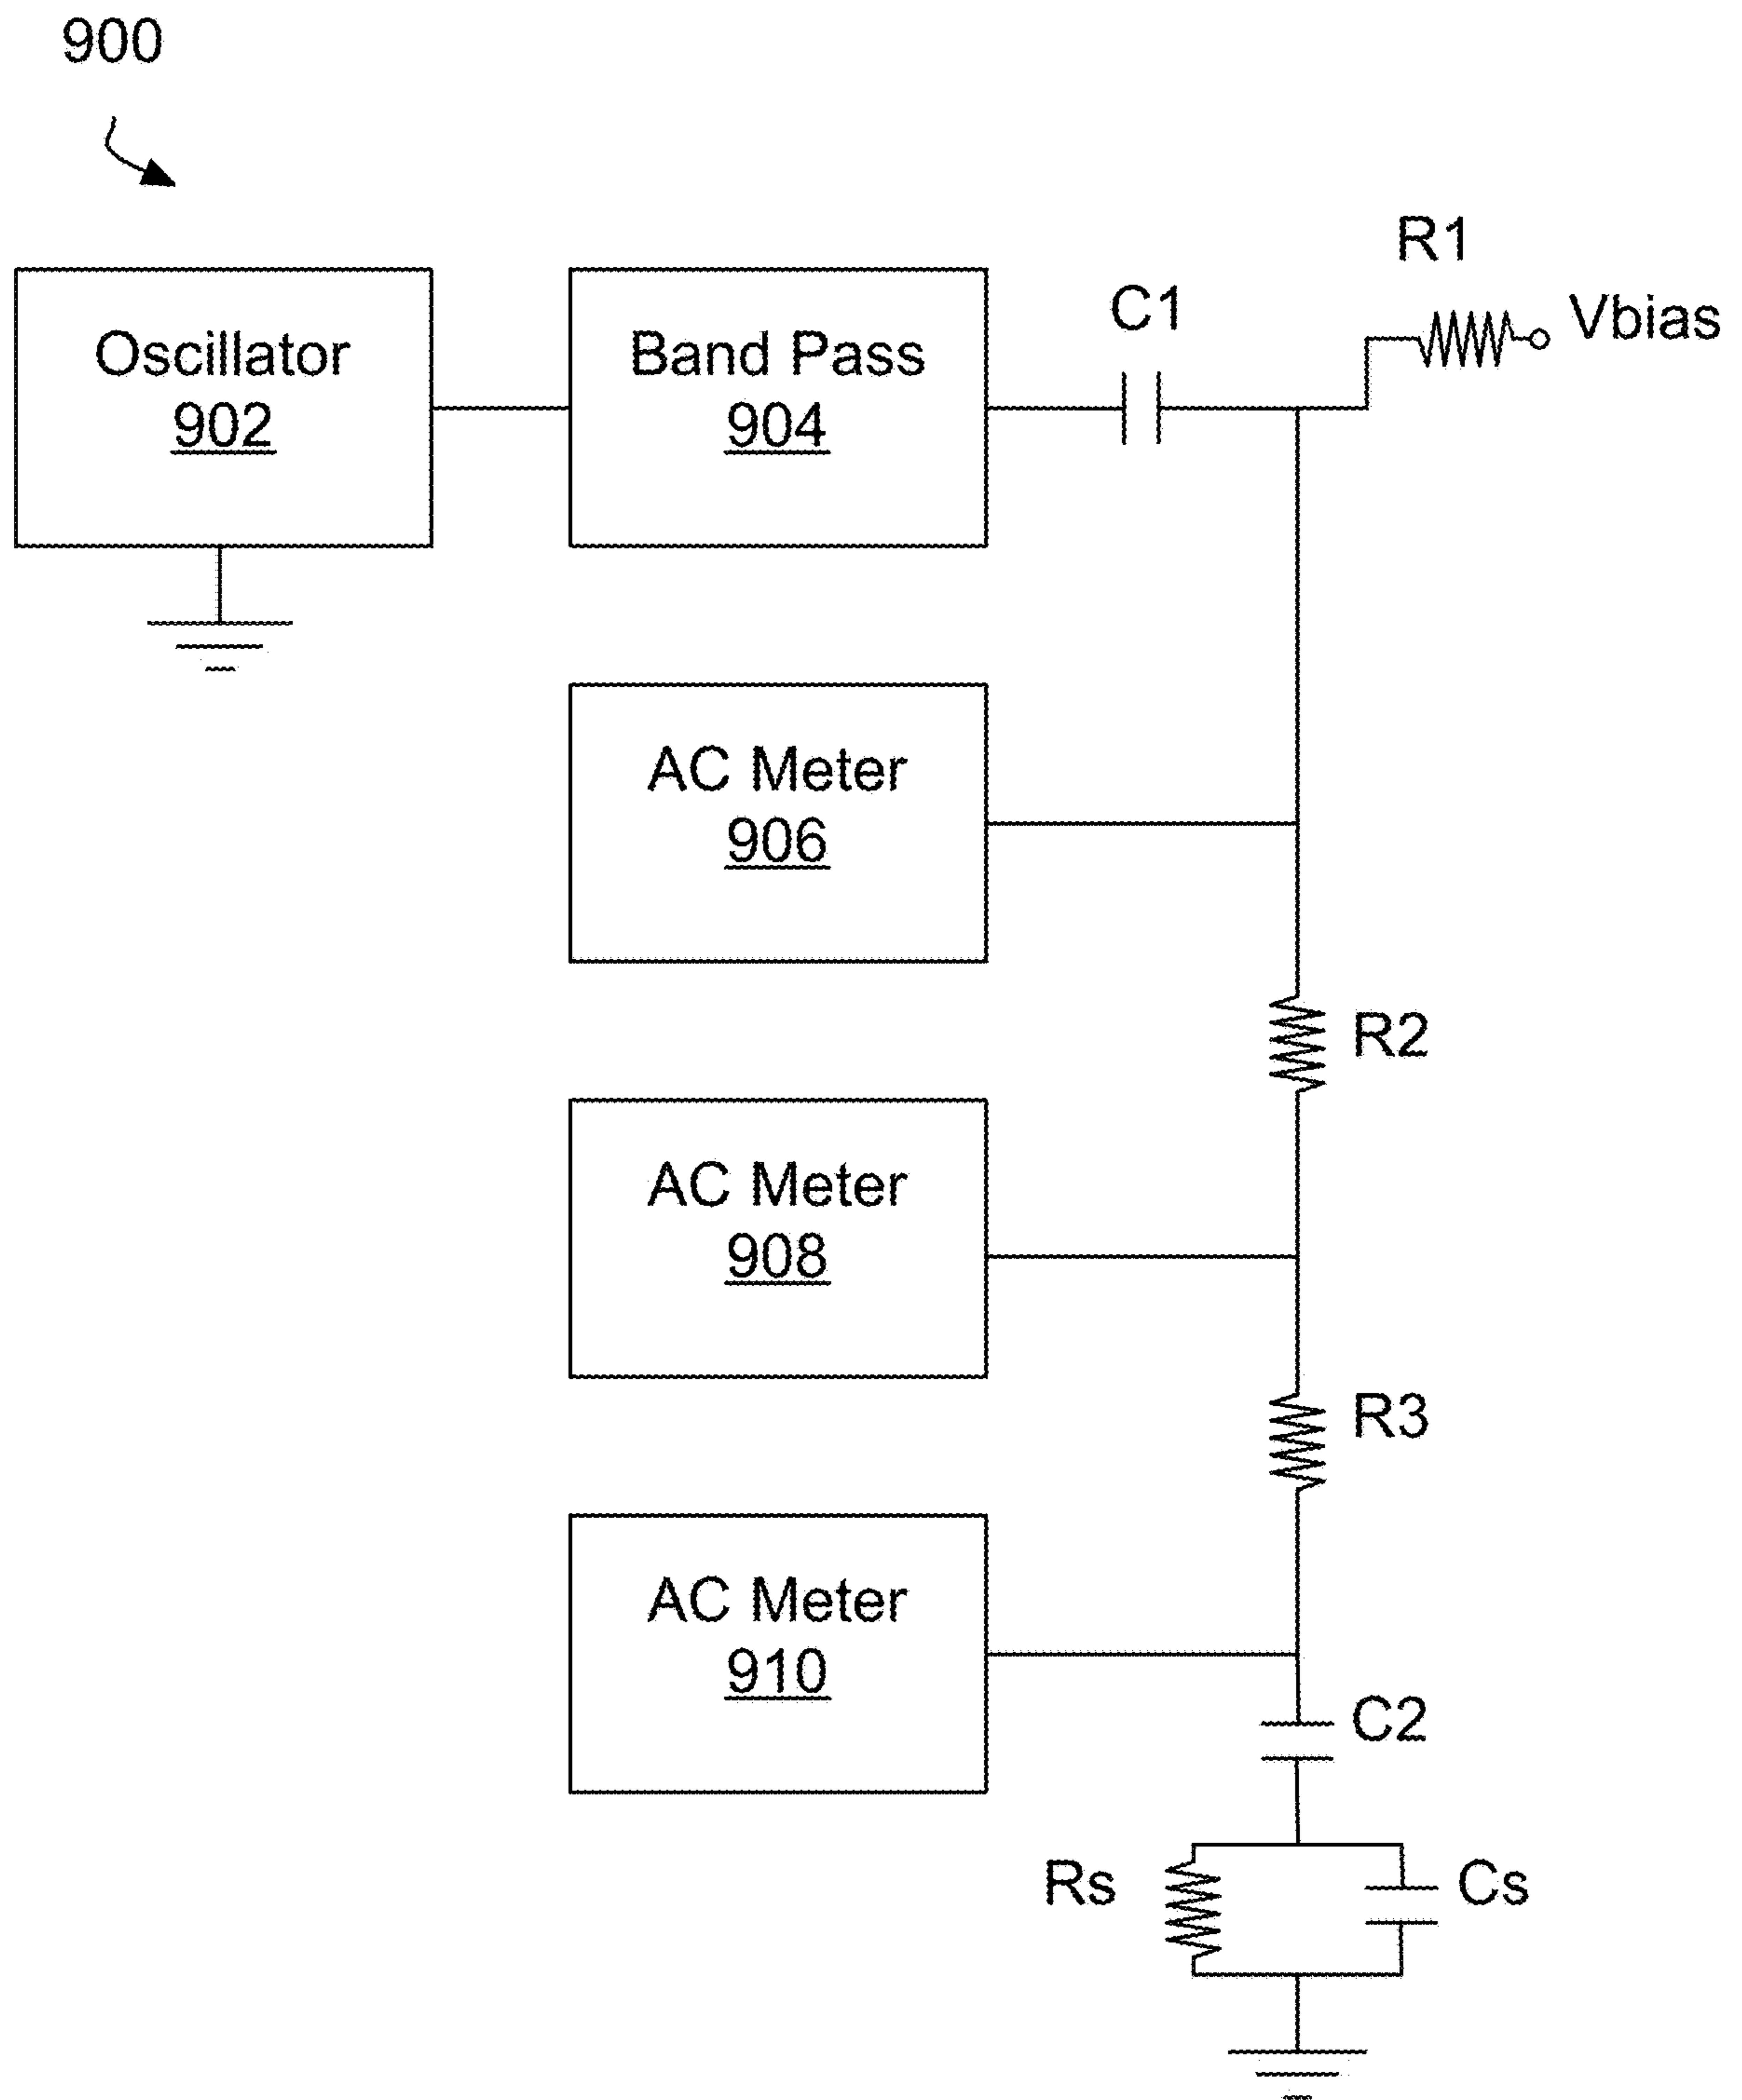 900
R1
C1
Vbias
Oscillator
902
Band Pass
904
AC Meter
906
R2
AC Meter
908
R3
AC Meter
910
C2
Rs
Cs